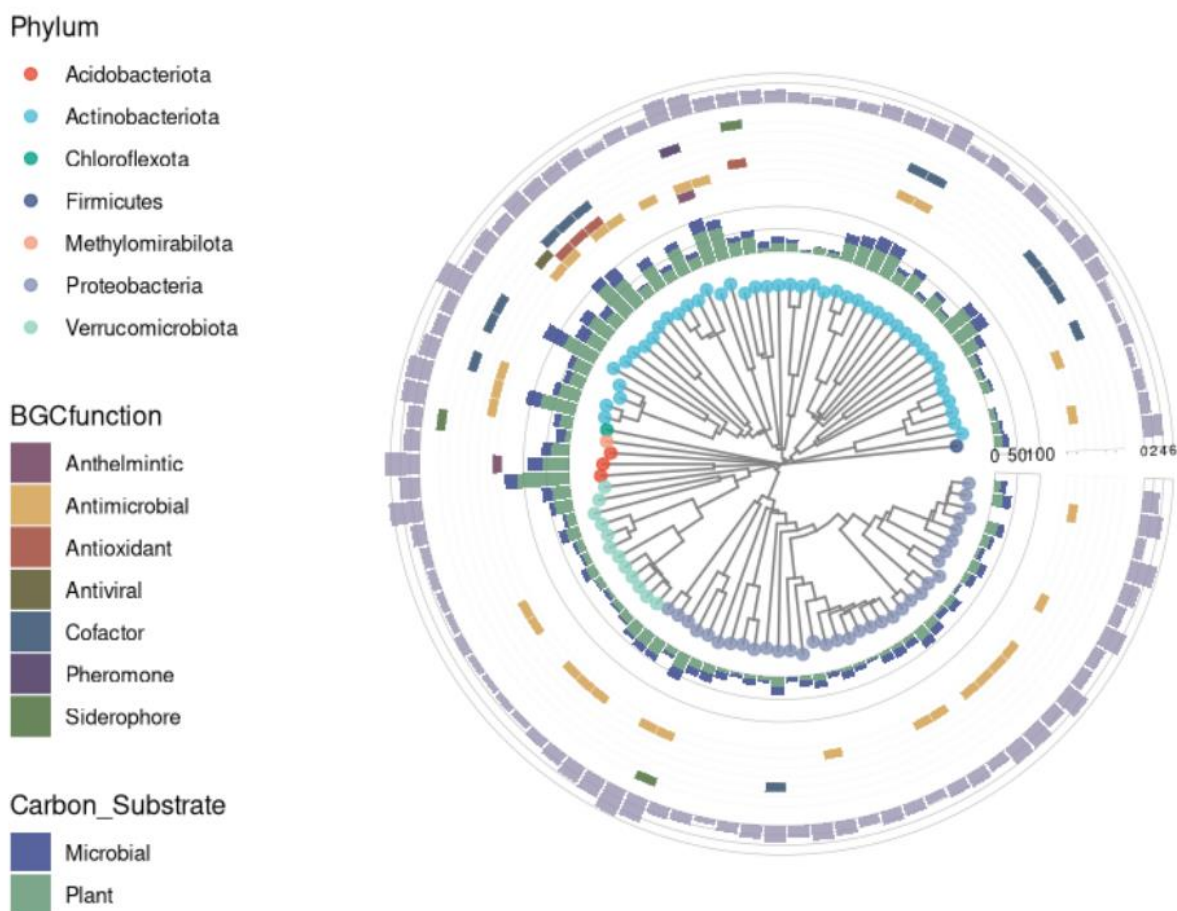 Phylum
Acidobacteriota
Actinobacteriota
Chloroflexota
Firmicutes
Methylomirabilota
Proteobacteria
Verrucomicrobiota
BGCfunction
Anthelmintic
Antimicrobial
Antioxidant
Antiviral
Cofactor
Pheromone
Siderophore
Carbon_Substrate
Microbial
Plant
0 50100
0246